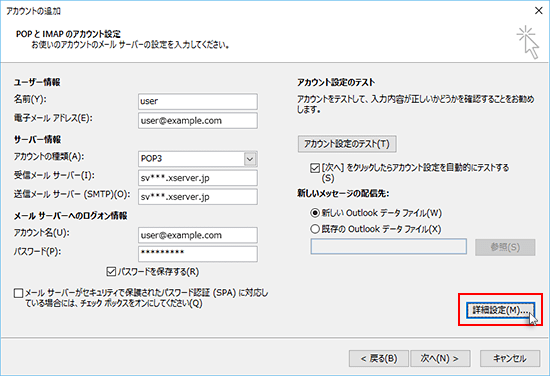 アカウントの追加
POP と IMAP のアカウント設定
お使いのアカウントのメール サーバーの設定を入力してください。
ユーザー情報
名前(Y):
user
電子メール アドレス(E):
user@example.com
サーバー情報
アカウントの種類(A):
POP3
受信メール サーバー(I):
sv***.xserver.jp
送信メール サーバー (SMTP)(O):
sv***.xserver.jp
メール サーバーへのログオン情報
アカウント名(U):
user@example.com
パスワード(P):
*********
パスワードを保存する(R)
メール サーバーがセキュリティで保護されたパスワード認証 (SPA) に対応
している場合には、チェック ボックスをオンにしてください(Q)
アカウント設定のテスト
アカウントをテストして、入力内容が正しいかどうかを確認することをお勧め
します。
アカウント設定のテスト(T)
[次へ] をクリックしたらアカウント設定を自動的にテストする
(S)
新しいメッセージの配信先:
新しい Outlook データ ファイル(W)
既存の Outlook データ ファイル(X)
参照(S)
詳細設定(M)...
< 戻る(B)
次へ(N) >
キャンセル